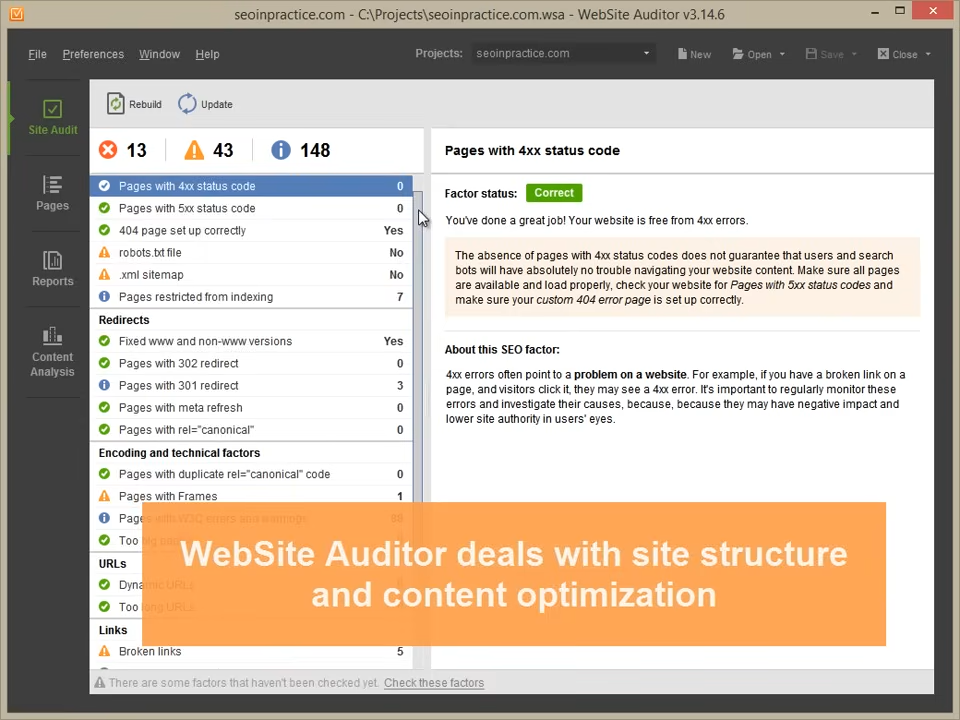 seoinpractice.com - C:\Projects\seoinpractice.com.wsa - WebSite Auditor v3.14.6
File Preferences Window Help Projects: seoinpractice.com New Open Save Close
Rebuild Update
Site Audit
Pages
Reports
Content
Analysis
13 43 148
Pages with 4xx status code 0
Pages with 5xx status code 0
404 page set up correctly Yes
robots.txt file No
.xml sitemap No
Pages restricted from indexing 7
Redirects
Fixed www and non-www versions Yes
Pages with 302 redirect 0
Pages with 301 redirect 3
Pages with meta refresh 0
Pages with rel="canonical" 0
Encoding and technical factors
Pages with duplicate rel="canonical" code 0
Pages with Frames 1
Pages with W3C errors and warnings
Too big
URLs
Dynamic URLs
Too long URLs
Links
Broken links 5
Pages with 4xx status code
Factor status: Correct
You've done a great job! Your website is free from 4xx errors.
The absence of pages with 4xx status codes does not guarantee that users and search
bots will have absolutely no trouble navigating your website content. Make sure all pages
are available and load properly, check your website for Pages with 5xx status codes and
make sure your custom 404 error page is set up correctly.
About this SEO factor:
4xx errors often point to a problem on a website. For example, if you have a broken link on a
page, and visitors click it, they may see a 4xx error. It's important to regularly monitor these
errors and investigate their causes, because, because they may have negative impact and
lower site authority in users' eyes.
WebSite Auditor deals with site structure
and content optimization
There are some factors that haven't been checked yet. Check these factors